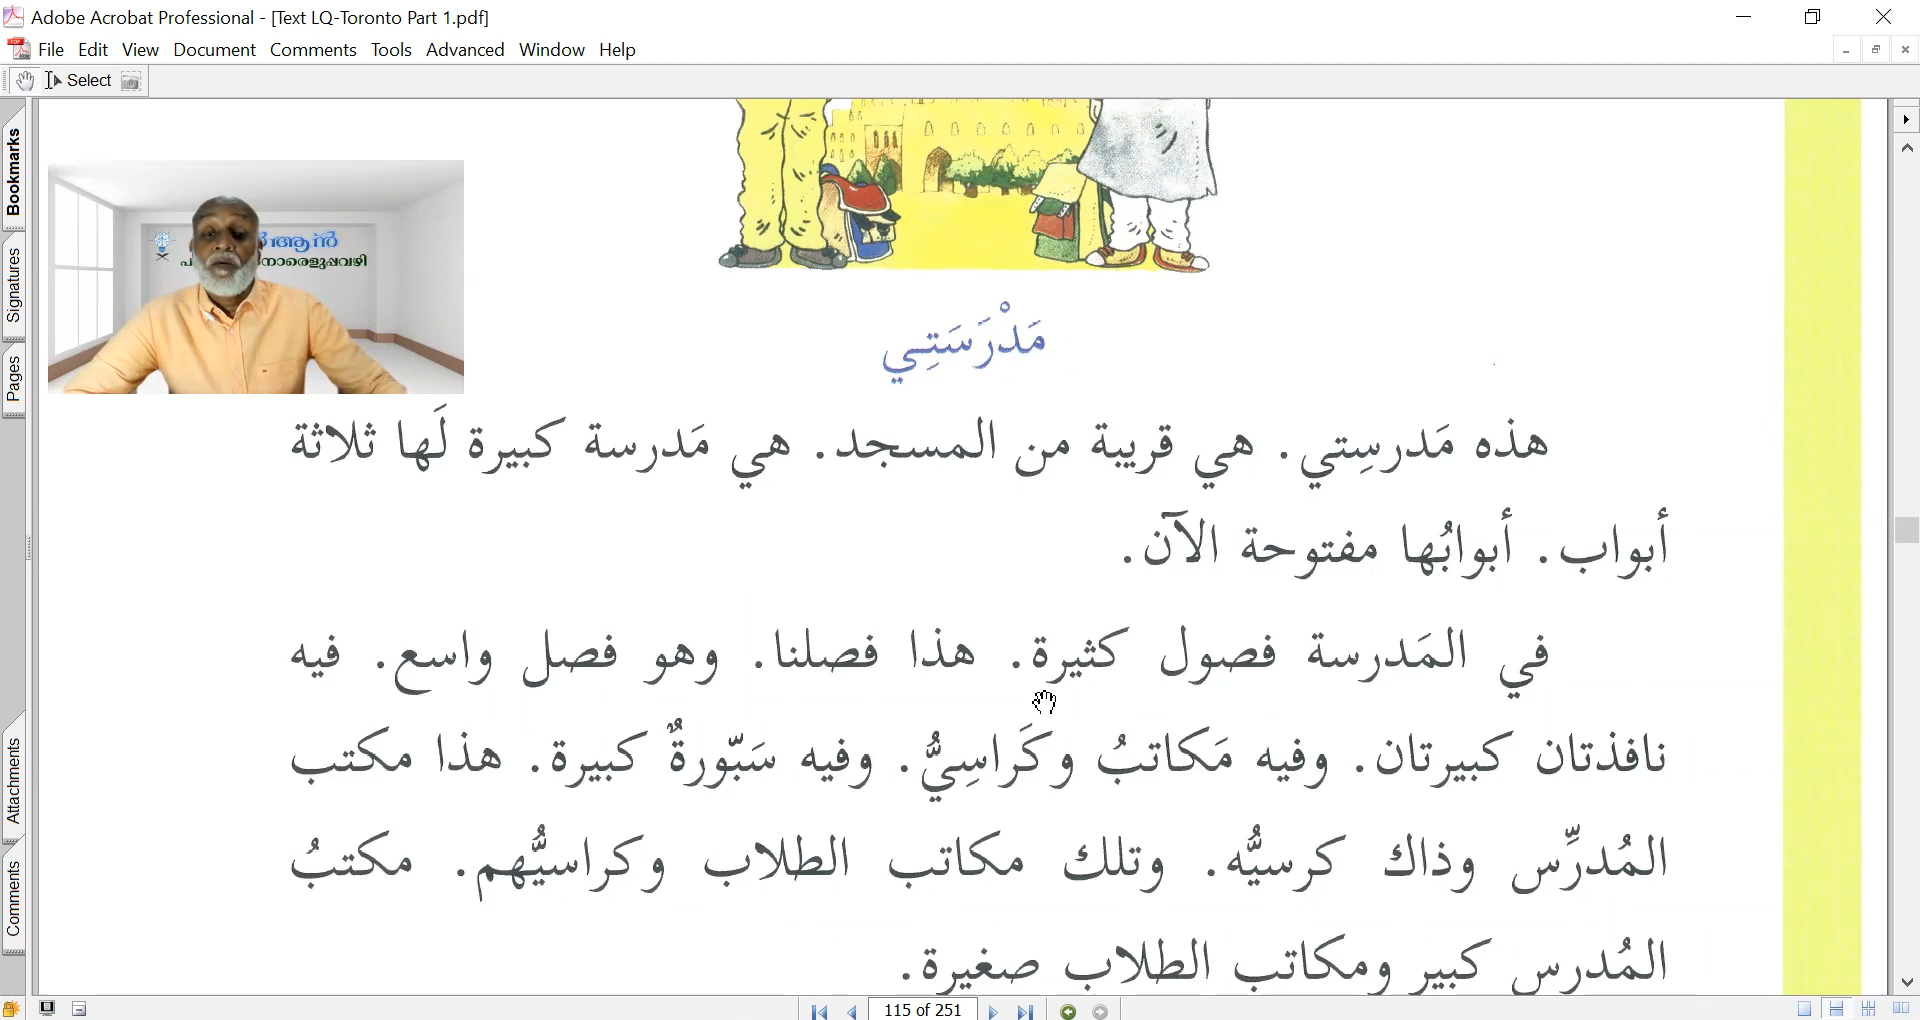 Adobe Acrobat Professional - [Text LQ-Toronto Part 1.pdf]
File Edit View Document Comments Tools Advanced Window Help
Select
Bookmarks
Signatures
Pages
Attachments
Comments
مَدْرَسَتِـي
هذه مَدرسِتي. هي قريبة من المسجد. هي مَدرسة كبيرة لَها ثلاثة
أبواب. أبوابُها مفتوحة الآن.
في المَدرسة فصول كثيرة. هذا فصلنا. وهو فصل واسع. فيه
نافذتان كبيرتان. وفيه مَكاتبُ وكَراسِيُّ. وفيه سَبّورةٌ كبيرة. هذا مكتب
المُدرِّس وذاك كرسيُّه. وتلك مكاتب الطلاب وكراسيُّهم. مكتبُ
المُدرس كبير ومكاتب الطلاب صغيرة.
115 of 251